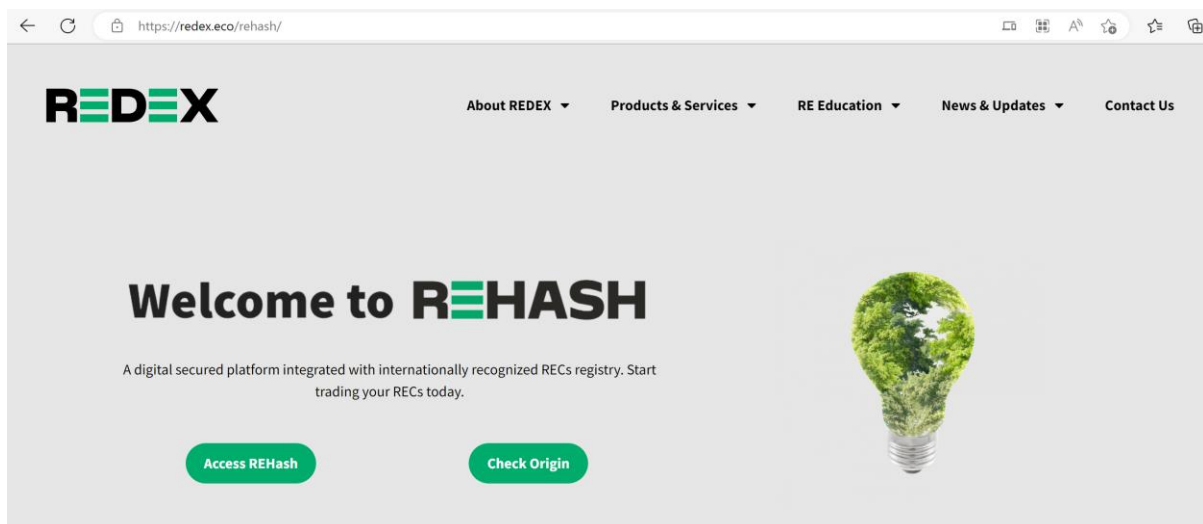 https://redex.eco/rehash/
REDEX
About REDEX
Products & Services
RE Education
News & Updates
Contact Us
Welcome to REHASH
A digital secured platform integrated with internationally recognized RECs registry. Start
trading your RECs today.
Access REHash
Check Origin